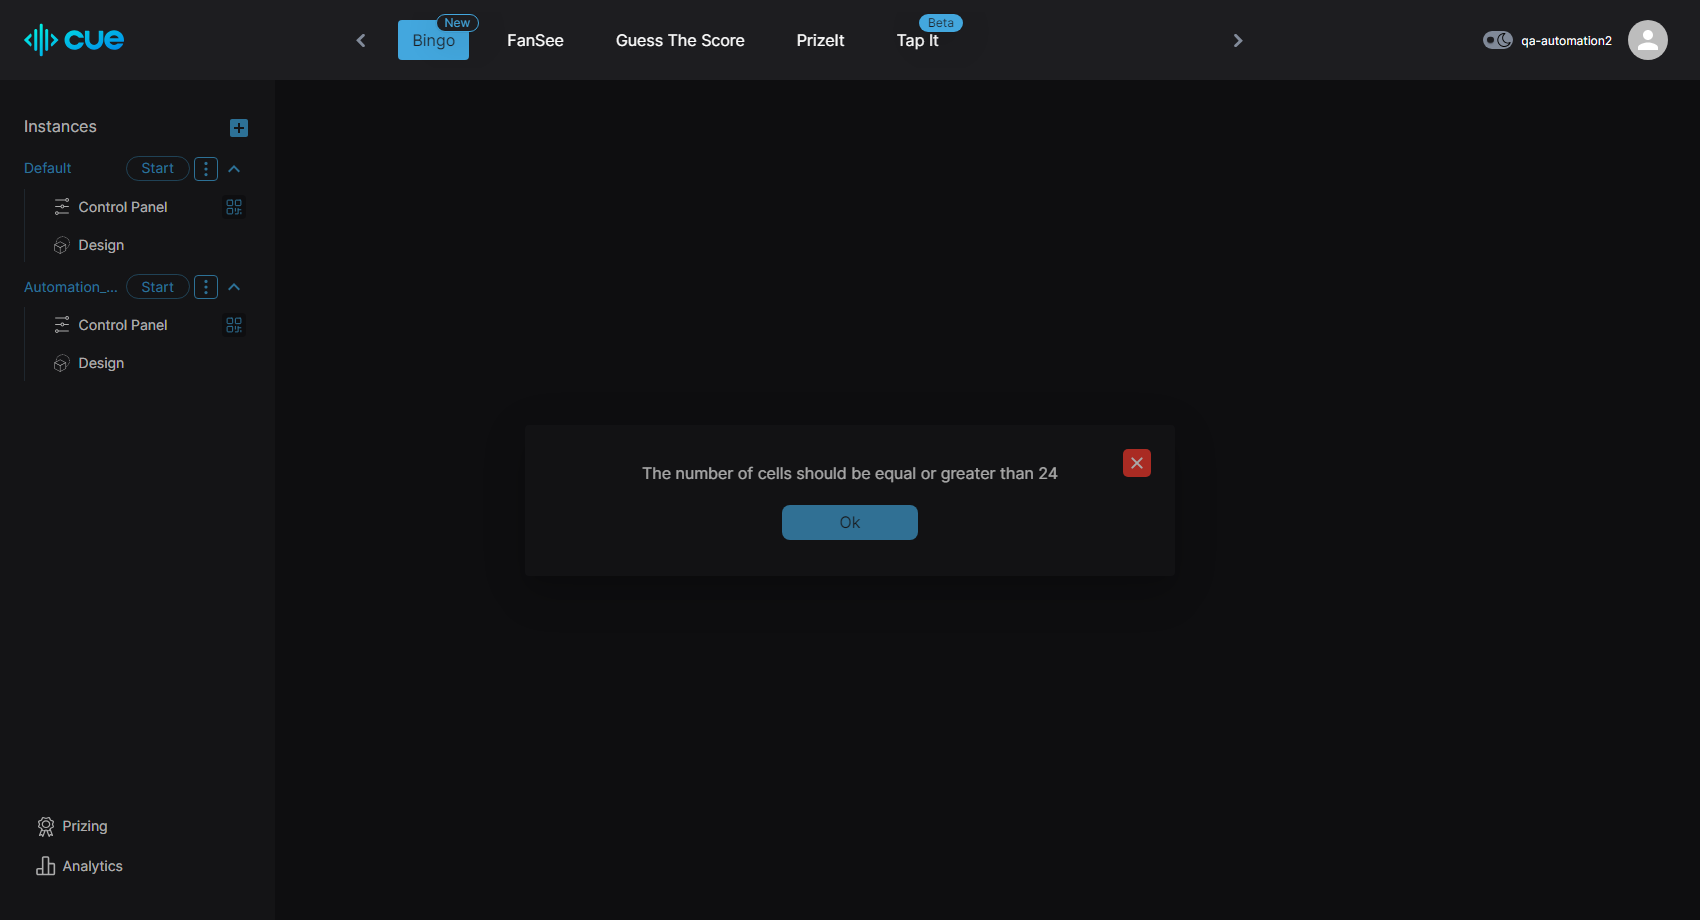 cue
Bingo
New
FanSee
Guess The Score
PrizeIt
Tap It
Beta
qa-automation2
Instances
Default
Start
Control Panel
Design
Automation_...
Start
Control Panel
Design
The number of cells should be equal or greater than 24
Ok
Prizing
Analytics